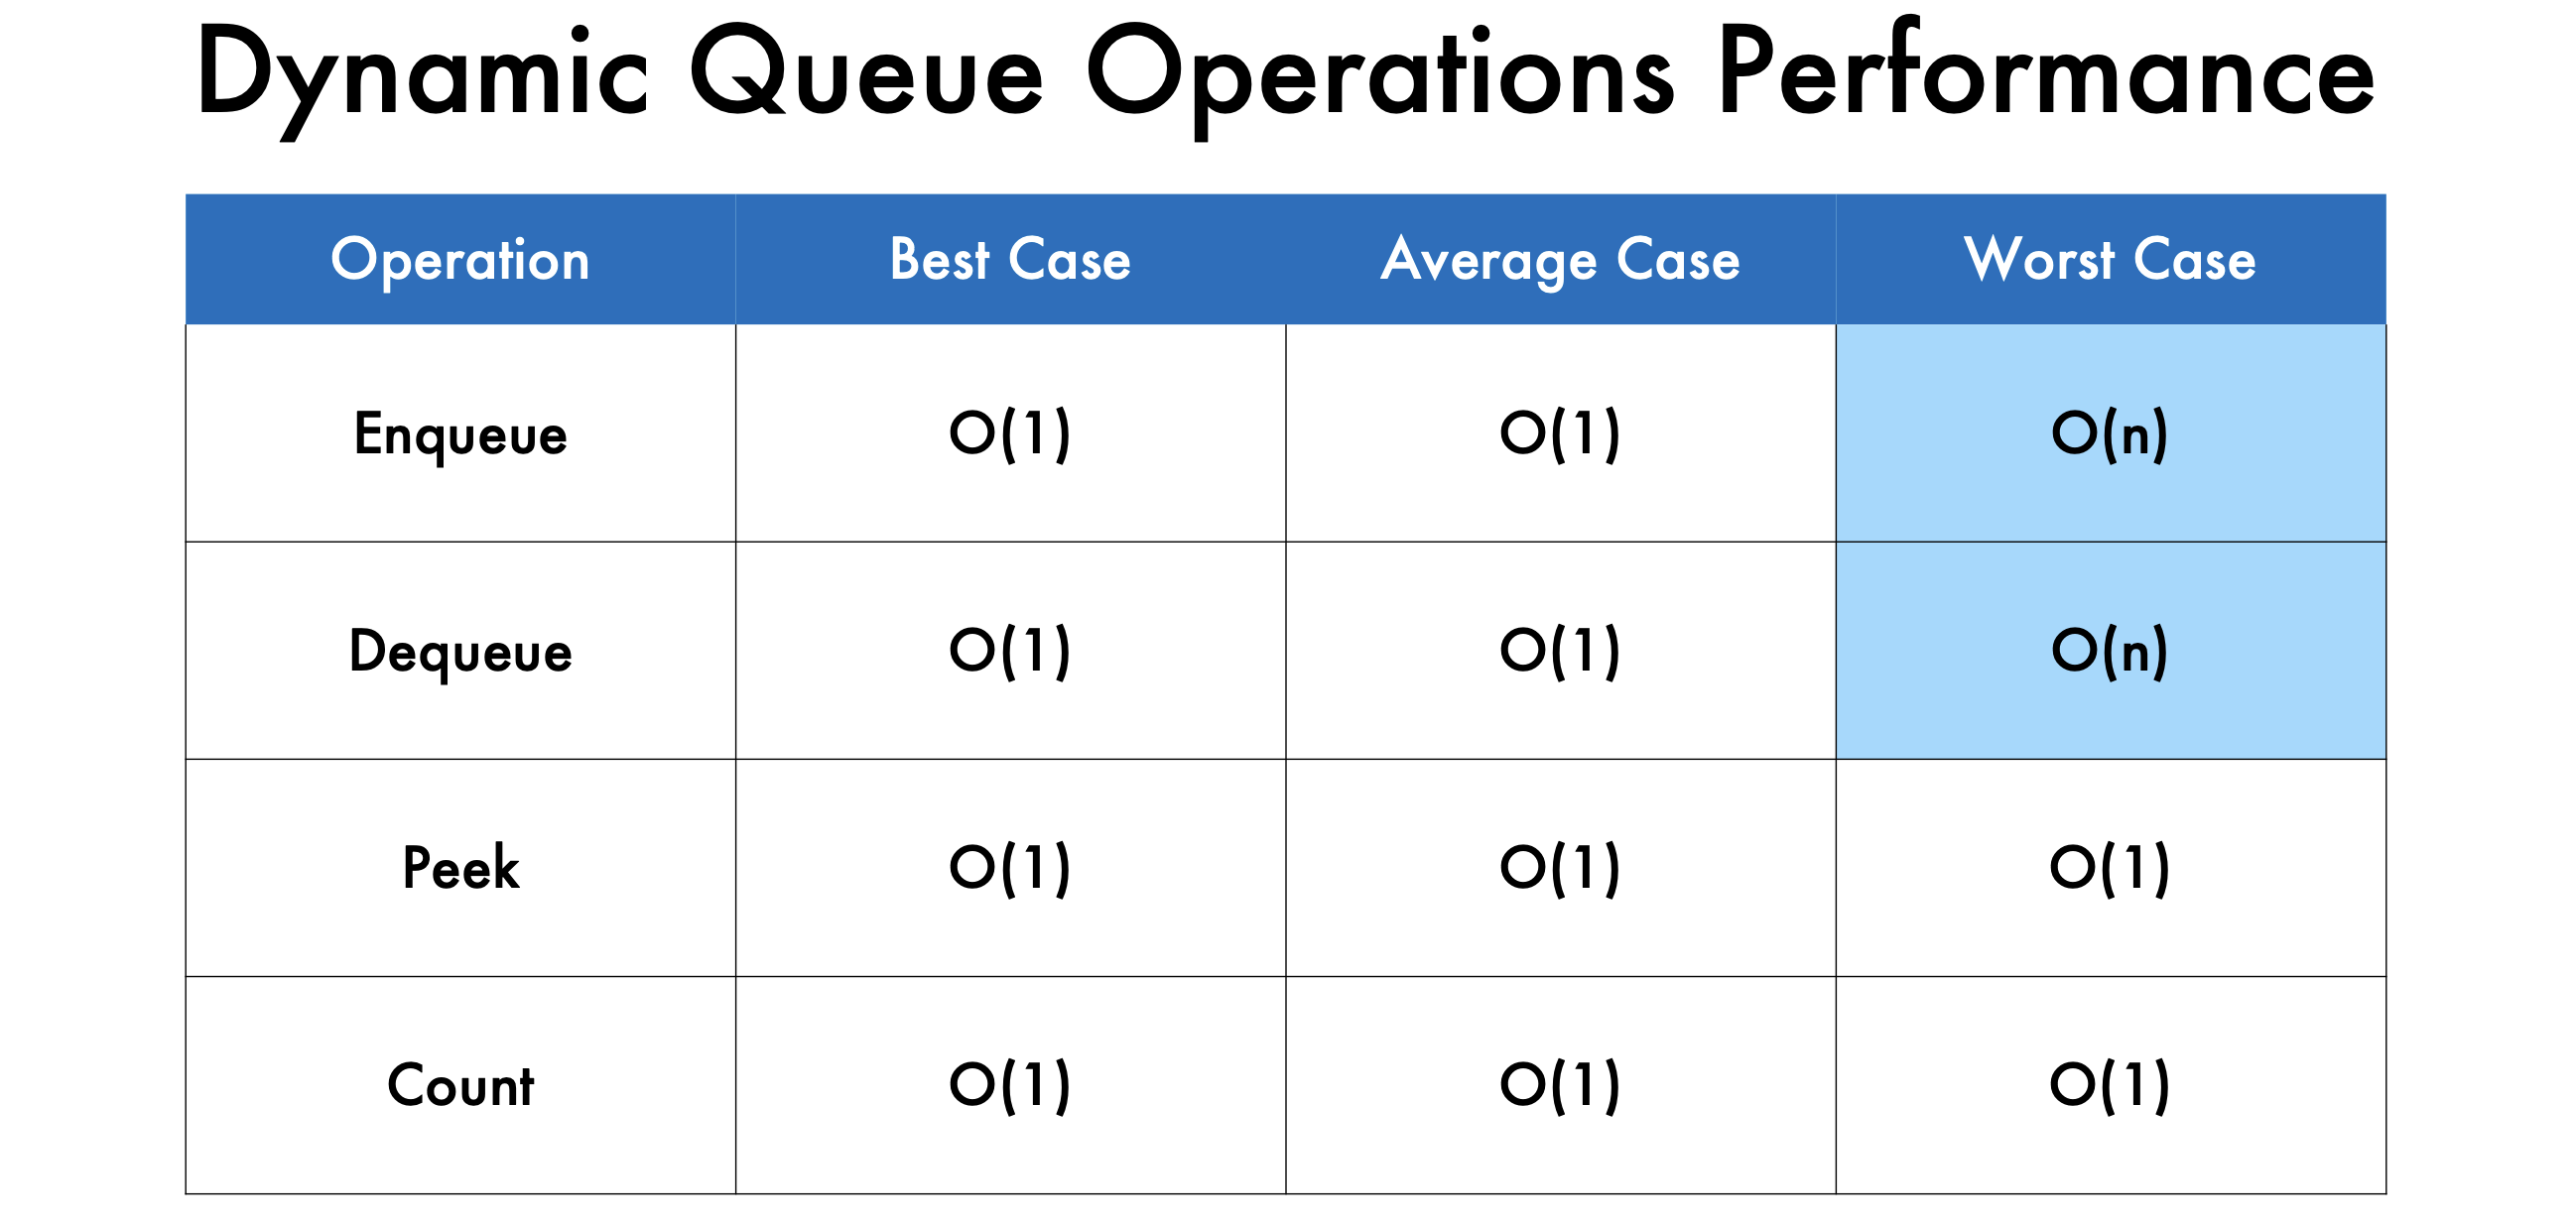 Dynamic Queue Operations Performance
Operation Best Case Average Case Worst Case
Enqueue O(1) O(1) O(n)
Dequeue O(1) O(1) O(n)
Peek O(1) O(1) O(1)
Count O(1) O(1) O(1)